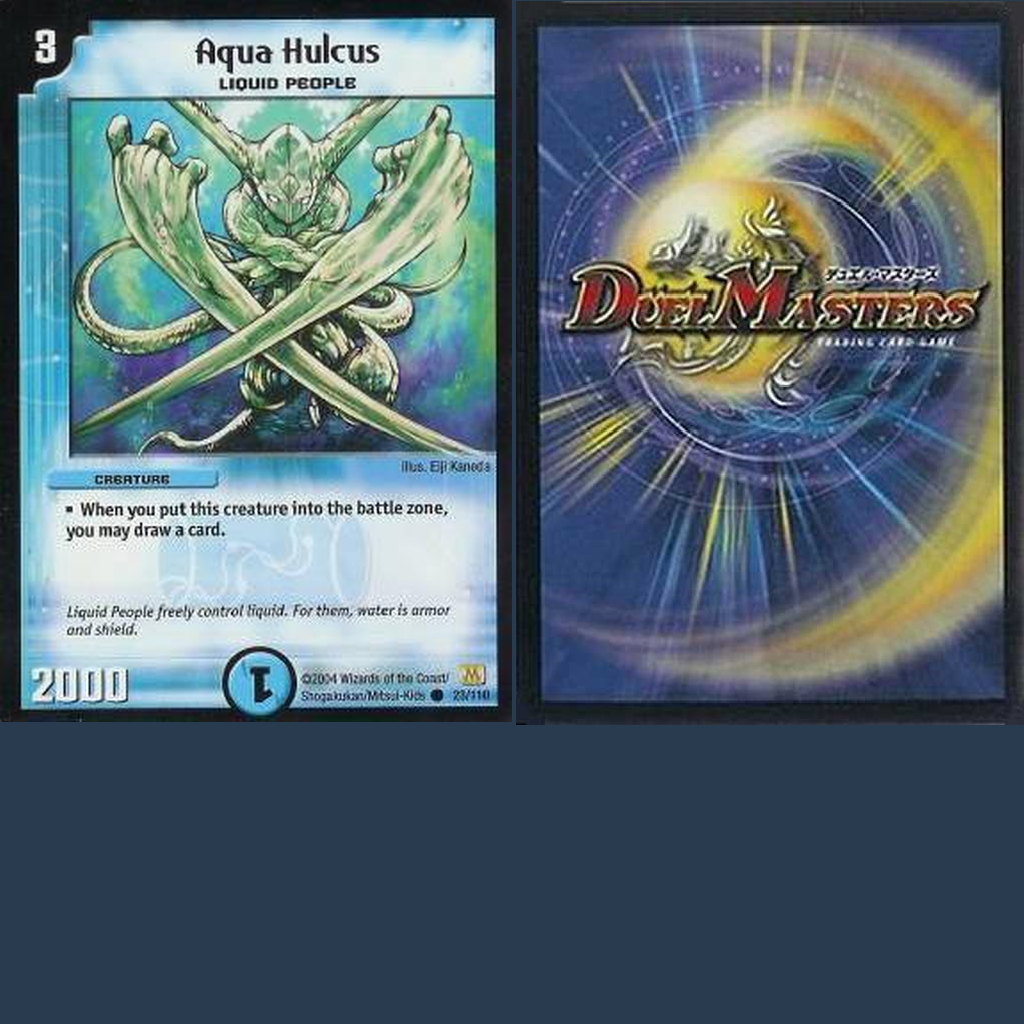 3
Aqua Hulcus
LIQUID PEOPLE
Illus. Eiji Kaneda
CREATURE
▪ When you put this creature into the battle zone,
you may draw a card.
Liquid People freely control liquid. For them, water is armor
and shield.
2000
1
©2004 Wizards of the Coast/
Shogakukan/Mitsui-Kids ● 23/110
デュエル・マスターズ
DUEL MASTERS
TRADING CARD GAME